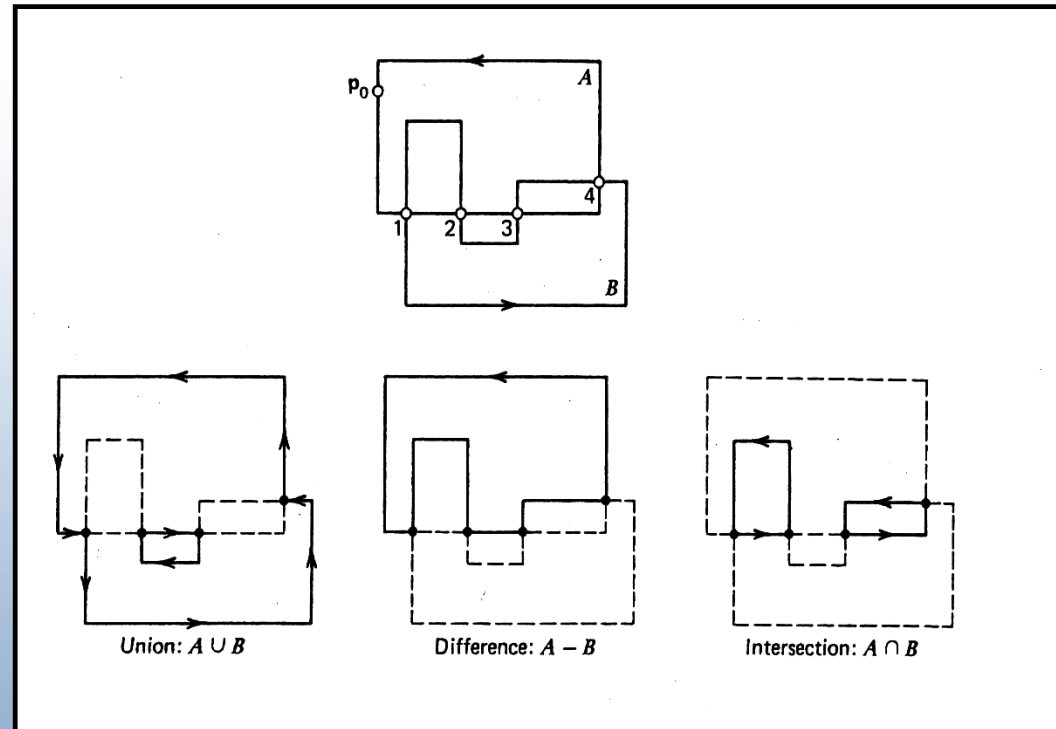 A
p₀
4
1 2 3
B
Union: A ∪ B
Difference: A − B
Intersection: A ∩ B